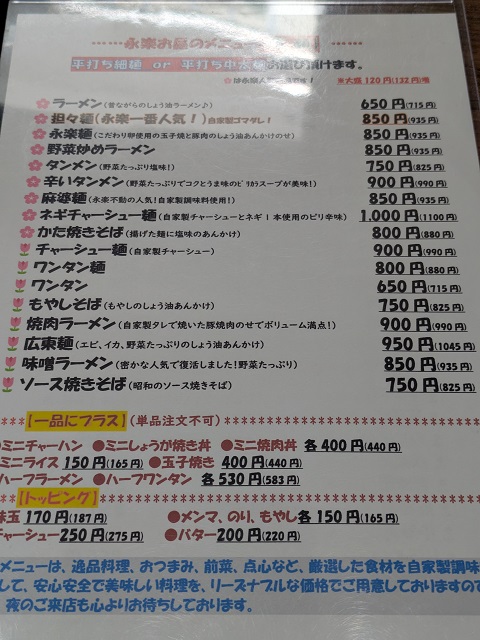 永楽お昼のメニュー
平打ち細麺 or 平打ち中太麺お選び頂けます。
🌸は永楽人気 です! ※大盛 120円(132円)増
ラーメン(昔ながらのしょう油ラーメン♪) 650円(715円)
担々麺(永楽一番人気!)自家製ゴマダレ! 850円(935円)
永楽麺(こだわり卵使用の玉子焼と豚肉のしょう油あんかけのせ) 850円(935円)
野菜炒めラーメン 850円(935円)
タンメン(野菜たっぷり塩味!) 750円(825円)
辛いタンメン(野菜たっぷりでコクとうま味のピリカラスープが美味!) 900円(990円)
麻婆麺(永楽不動の人気!自家製調味料使用!) 850円(935円)
ネギチャーシュー麺(自家製チャーシューとネギ1本使用のピリ辛味) 1.000円(1100円)
かた焼きそば(揚げた麺に塩味のあんかけ) 800円(880円)
チャーシュー麺(自家製チャーシュー) 900円(990円)
ワンタン麺 800円(880円)
ワンタン 650円(715円)
もやしそば(もやしのしょう油あんかけ) 750円(825円)
焼肉ラーメン(自家製タレで焼いた豚焼肉のせでボリューム満点!) 900円(990円)
広東麺(エビ、イカ、野菜たっぷりのしょう油あんかけ) 950円(1045円)
味噌ラーメン(密かな人気で復活しました!野菜たっぷり) 850円(935円)
ソース焼きそば(昭和のソース焼きそば) 750円(825円)
***【一品にプラス】(単品注文不可)************************
ミニチャーハン ●ミニしょうが焼き丼 ●ミニ焼肉丼 各400円(440円)
ミニライス 150円(165円) ●玉子焼き 400円(440円)
ハーフラーメン ●ハーフワンタン 各530円(583円)
**【トッピング】************************************
味玉 170円(187円) ●メンマ、のり、もやし各150円(165円)
チャーシュー250円(275円) ●バター200円(220円)
メニューは、逸品料理、おつまみ、前菜、点心など、厳選した食材を自家製調味
して、安心安全で美味しい料理を、リーズナブルな価格でご用意しておりますので
夜のご来店も心よりお待ちしております。